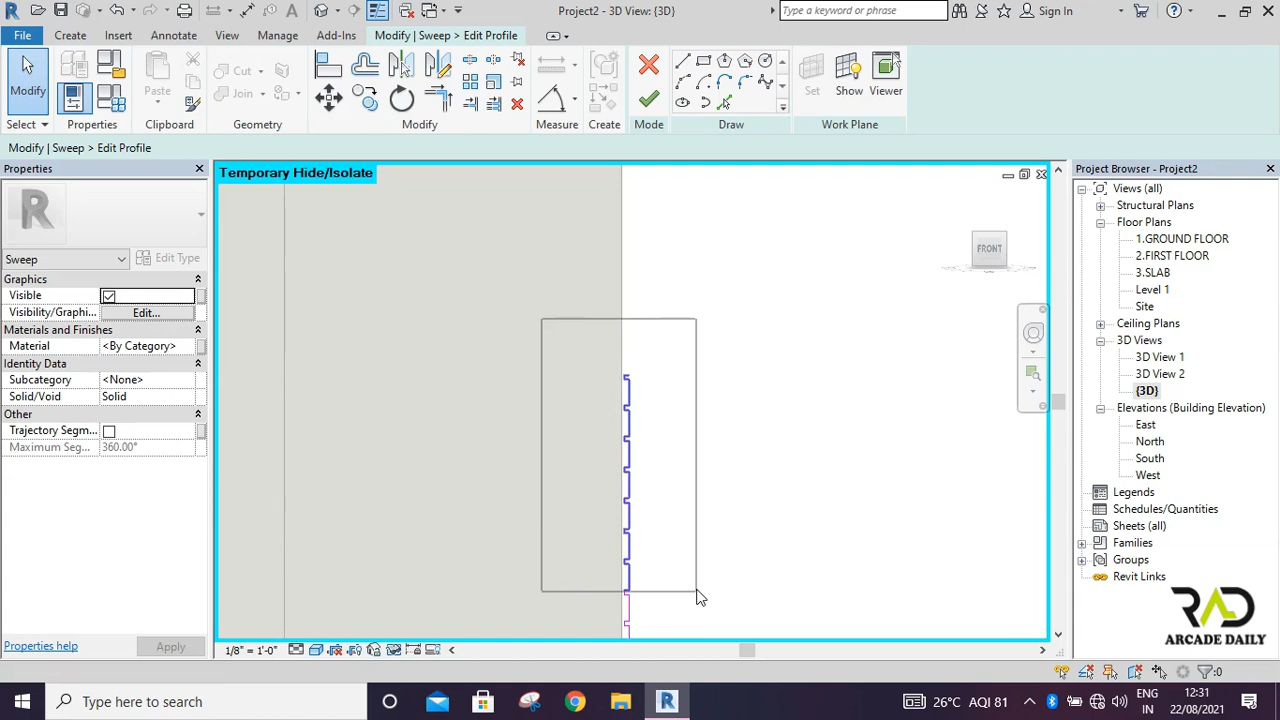 Project2 - 3D View: {3D}
Type a keyword or phrase
Sign In
File
Create
Insert
Annotate
View
Manage
Add-Ins
Modify | Sweep > Edit Profile
Modify
Paste
Cut
Join
Set
Show
Viewer
Select
Properties
Clipboard
Geometry
Modify
Measure
Create
Mode
Draw
Work Plane
Modify | Sweep > Edit Profile
Properties
R
Sweep
Edit Type
Graphics
Visible
Visibility/Graphi...
Edit...
Materials and Finishes
Material
<By Category>
Identity Data
Subcategory
<None>
Solid/Void
Solid
Other
Trajectory Segm...
Maximum Seg...
360.00°
Properties help
Apply
Temporary Hide/Isolate
FRONT
1/8" = 1'-0"
Project Browser - Project2
Views (all)
Structural Plans
Floor Plans
1.GROUND FLOOR
2.FIRST FLOOR
3.SLAB
Level 1
Site
Ceiling Plans
3D Views
3D View 1
3D View 2
{3D}
Elevations (Building Elevation)
East
North
South
West
Legends
Schedules/Quantities
Sheets (all)
Families
Groups
Revit Links
RAD
ARCADE DAILY
:0
Type here to search
R
26°C AQI 81
ENG
IN
12:31
22/08/2021